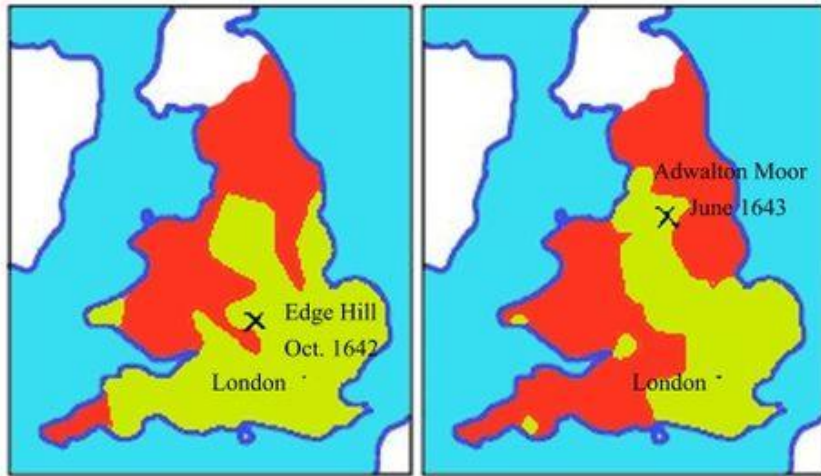 Edge Hill
Oct. 1642
London
Adwalton Moor
June 1643
London